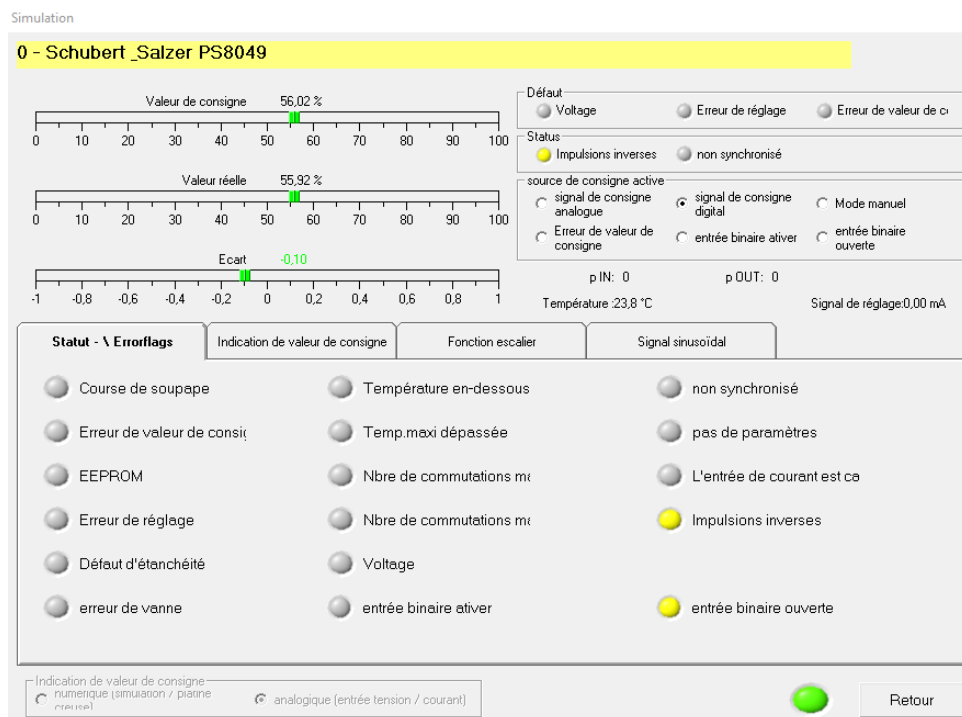 Simulation
0 - Schubert _Salzer PS8049
Valeur de consigne 56,02 %
0 10 20 30 40 50 60 70 80 90 100
Valeur réelle 55,92 %
0 10 20 30 40 50 60 70 80 90 100
Ecart -0,10
-1 -0,8 -0,6 -0,4 -0,2 0 0,2 0,4 0,6 0,8 1
Défaut
Voltage Erreur de réglage Erreur de valeur de c
Status
Impulsions inverses non synchronisé
source de consigne active
signal de consigne analogue
signal de consigne digital
Mode manuel
Erreur de valeur de consigne
entrée binaire ativer
entrée binaire ouverte
p IN: 0 p OUT: 0
Température :23,8 °C Signal de réglage:0,00 mA
Statut - \ Errorflags Indication de valeur de consigne Fonction escalier Signal sinusoïdal
Course de soupape Température en-dessous non synchronisé
Erreur de valeur de consig Temp.maxi dépassée pas de paramètres
EEPROM Nbre de commutations ma L'entrée de courant est ca
Erreur de réglage Nbre de commutations ma Impulsions inverses
Défaut d'étanchéité Voltage
erreur de vanne entrée binaire ativer entrée binaire ouverte
Indication de valeur de consigne
numérique (simulation / platine creuse) analogique (entrée tension / courant)
Retour